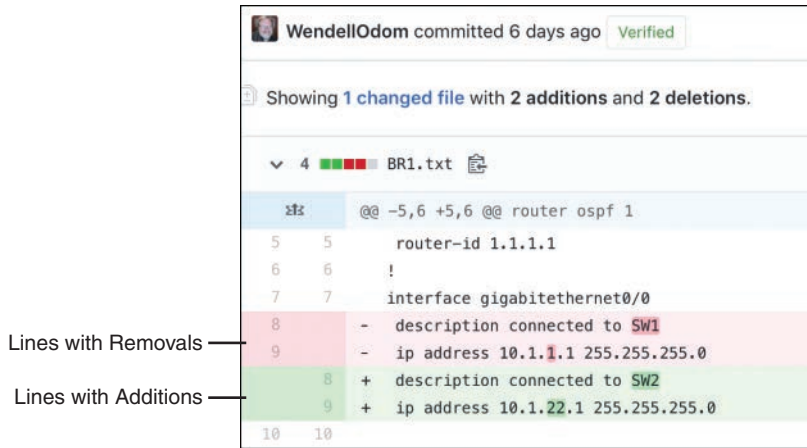 WendellOdom committed 6 days ago Verified
Showing 1 changed file with 2 additions and 2 deletions.
4 BR1.txt
@@ -5,6 +5,6 @@ router ospf 1
5 5 router-id 1.1.1.1
6 6 !
7 7 interface gigabitethernet0/0
Lines with Removals
8 - description connected to SW1
9 - ip address 10.1.1.1 255.255.255.0
Lines with Additions
8 + description connected to SW2
9 + ip address 10.1.22.1 255.255.255.0
10 10